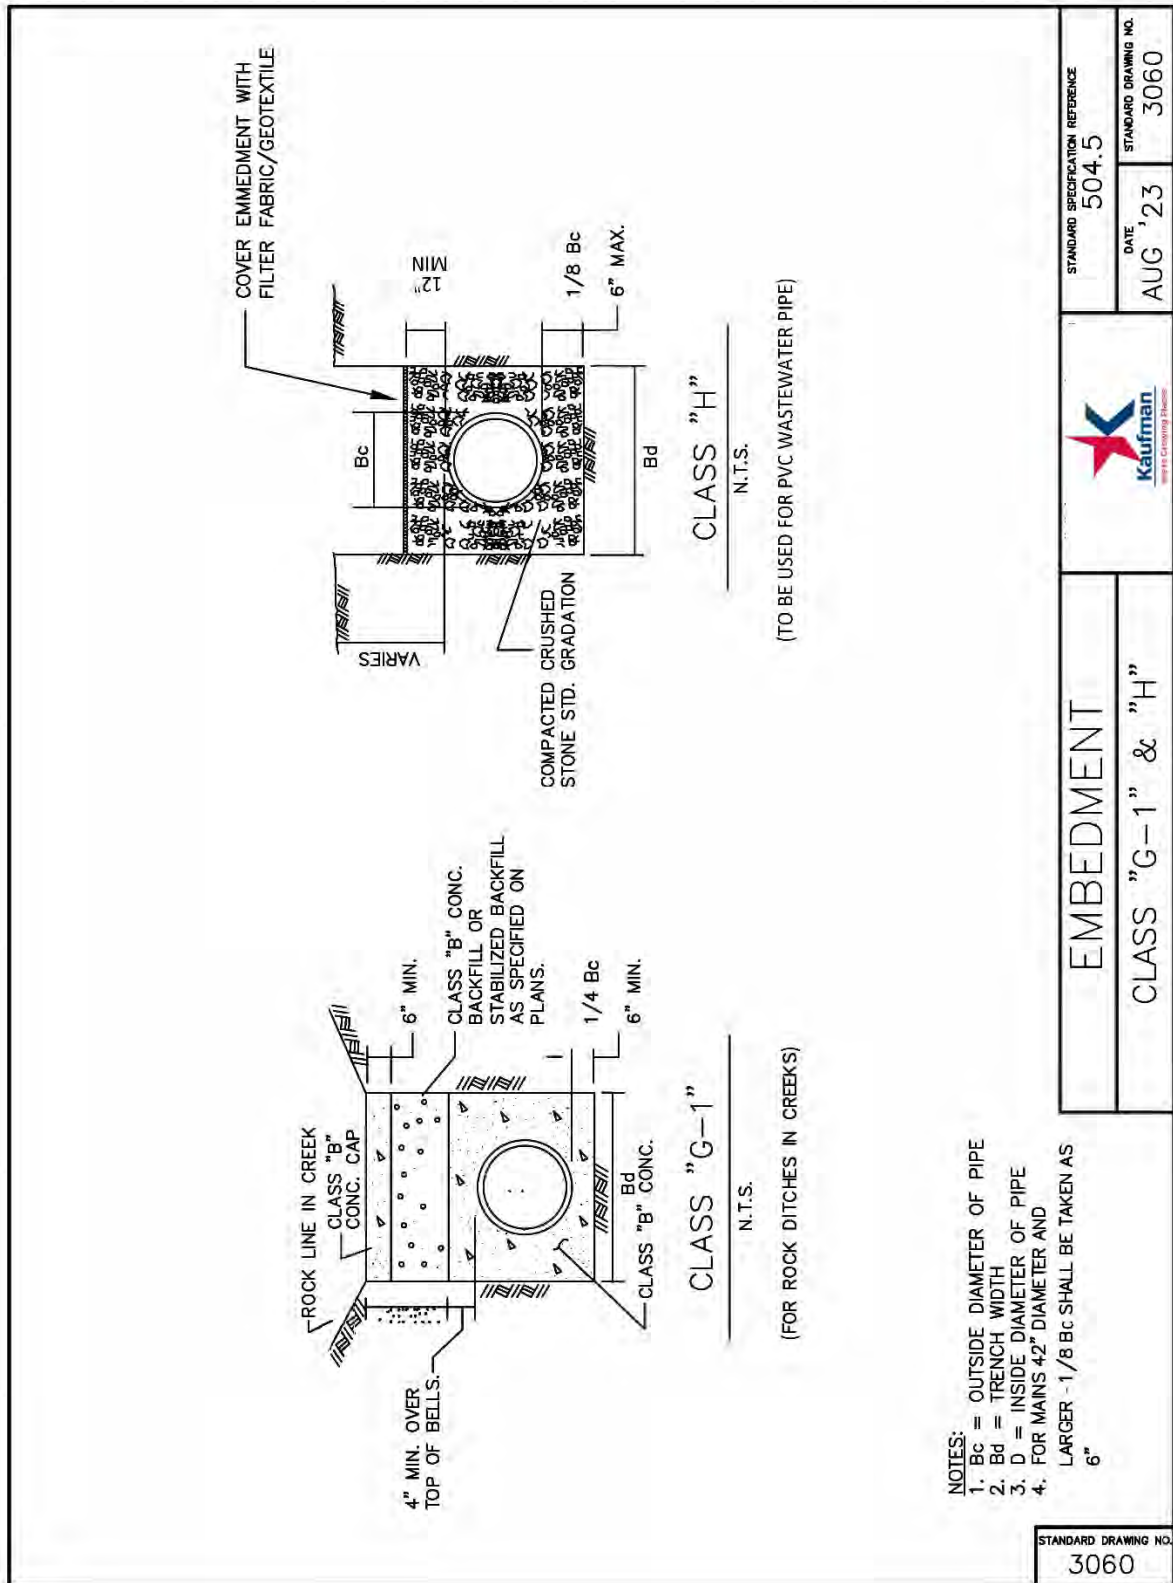 ROCK LINE IN CREEK
CLASS "B"
CONC. CAP
4" MIN. OVER
TOP OF BELLS.
6" MIN.
CLASS "B" CONC.
BACKFILL OR
STABILIZED BACKFILL
AS SPECIFIED ON
PLANS.
1/4 Bc
6" MIN.
Bd
CLASS "B" CONC.
CLASS "G-1"
N.T.S.
(FOR ROCK DITCHES IN CREEKS)
COVER EMMEDMENT WITH
FILTER FABRIC/GEOTEXTILE
VARIES
Bc
12"
MIN
1/8 Bc
6" MAX.
COMPACTED CRUSHED
STONE STD. GRADATION
Bd
CLASS "H"
N.T.S.
(TO BE USED FOR PVC WASTEWATER PIPE)
NOTES:
1. Bc = OUTSIDE DIAMETER OF PIPE
2. Bd = TRENCH WIDTH
3. D = INSIDE DIAMETER OF PIPE
4. FOR MAINS 42" DIAMETER AND
LARGER - 1/8 Bc SHALL BE TAKEN AS
6"
EMBEDMENT
CLASS "G-1" & "H"
Kaufman
STANDARD SPECIFICATION REFERENCE
504.5
DATE
AUG '23
STANDARD DRAWING NO.
3060
STANDARD DRAWING NO.
3060